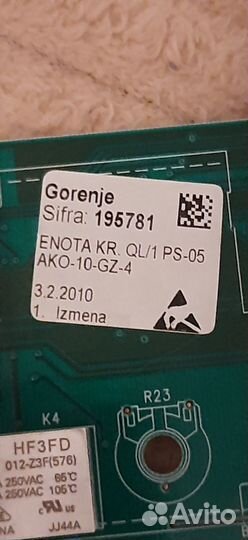 Gorenje
Sifra: 195781
ENOTA KR. QL/1 PS-05
AKO-10-GZ-4
3.2.2010
1. Izmena
R23
K4
HF3FD
012-Z3F(576)
250VAC 65°C
250VAC 105°C
c us
JJ44A
Avito